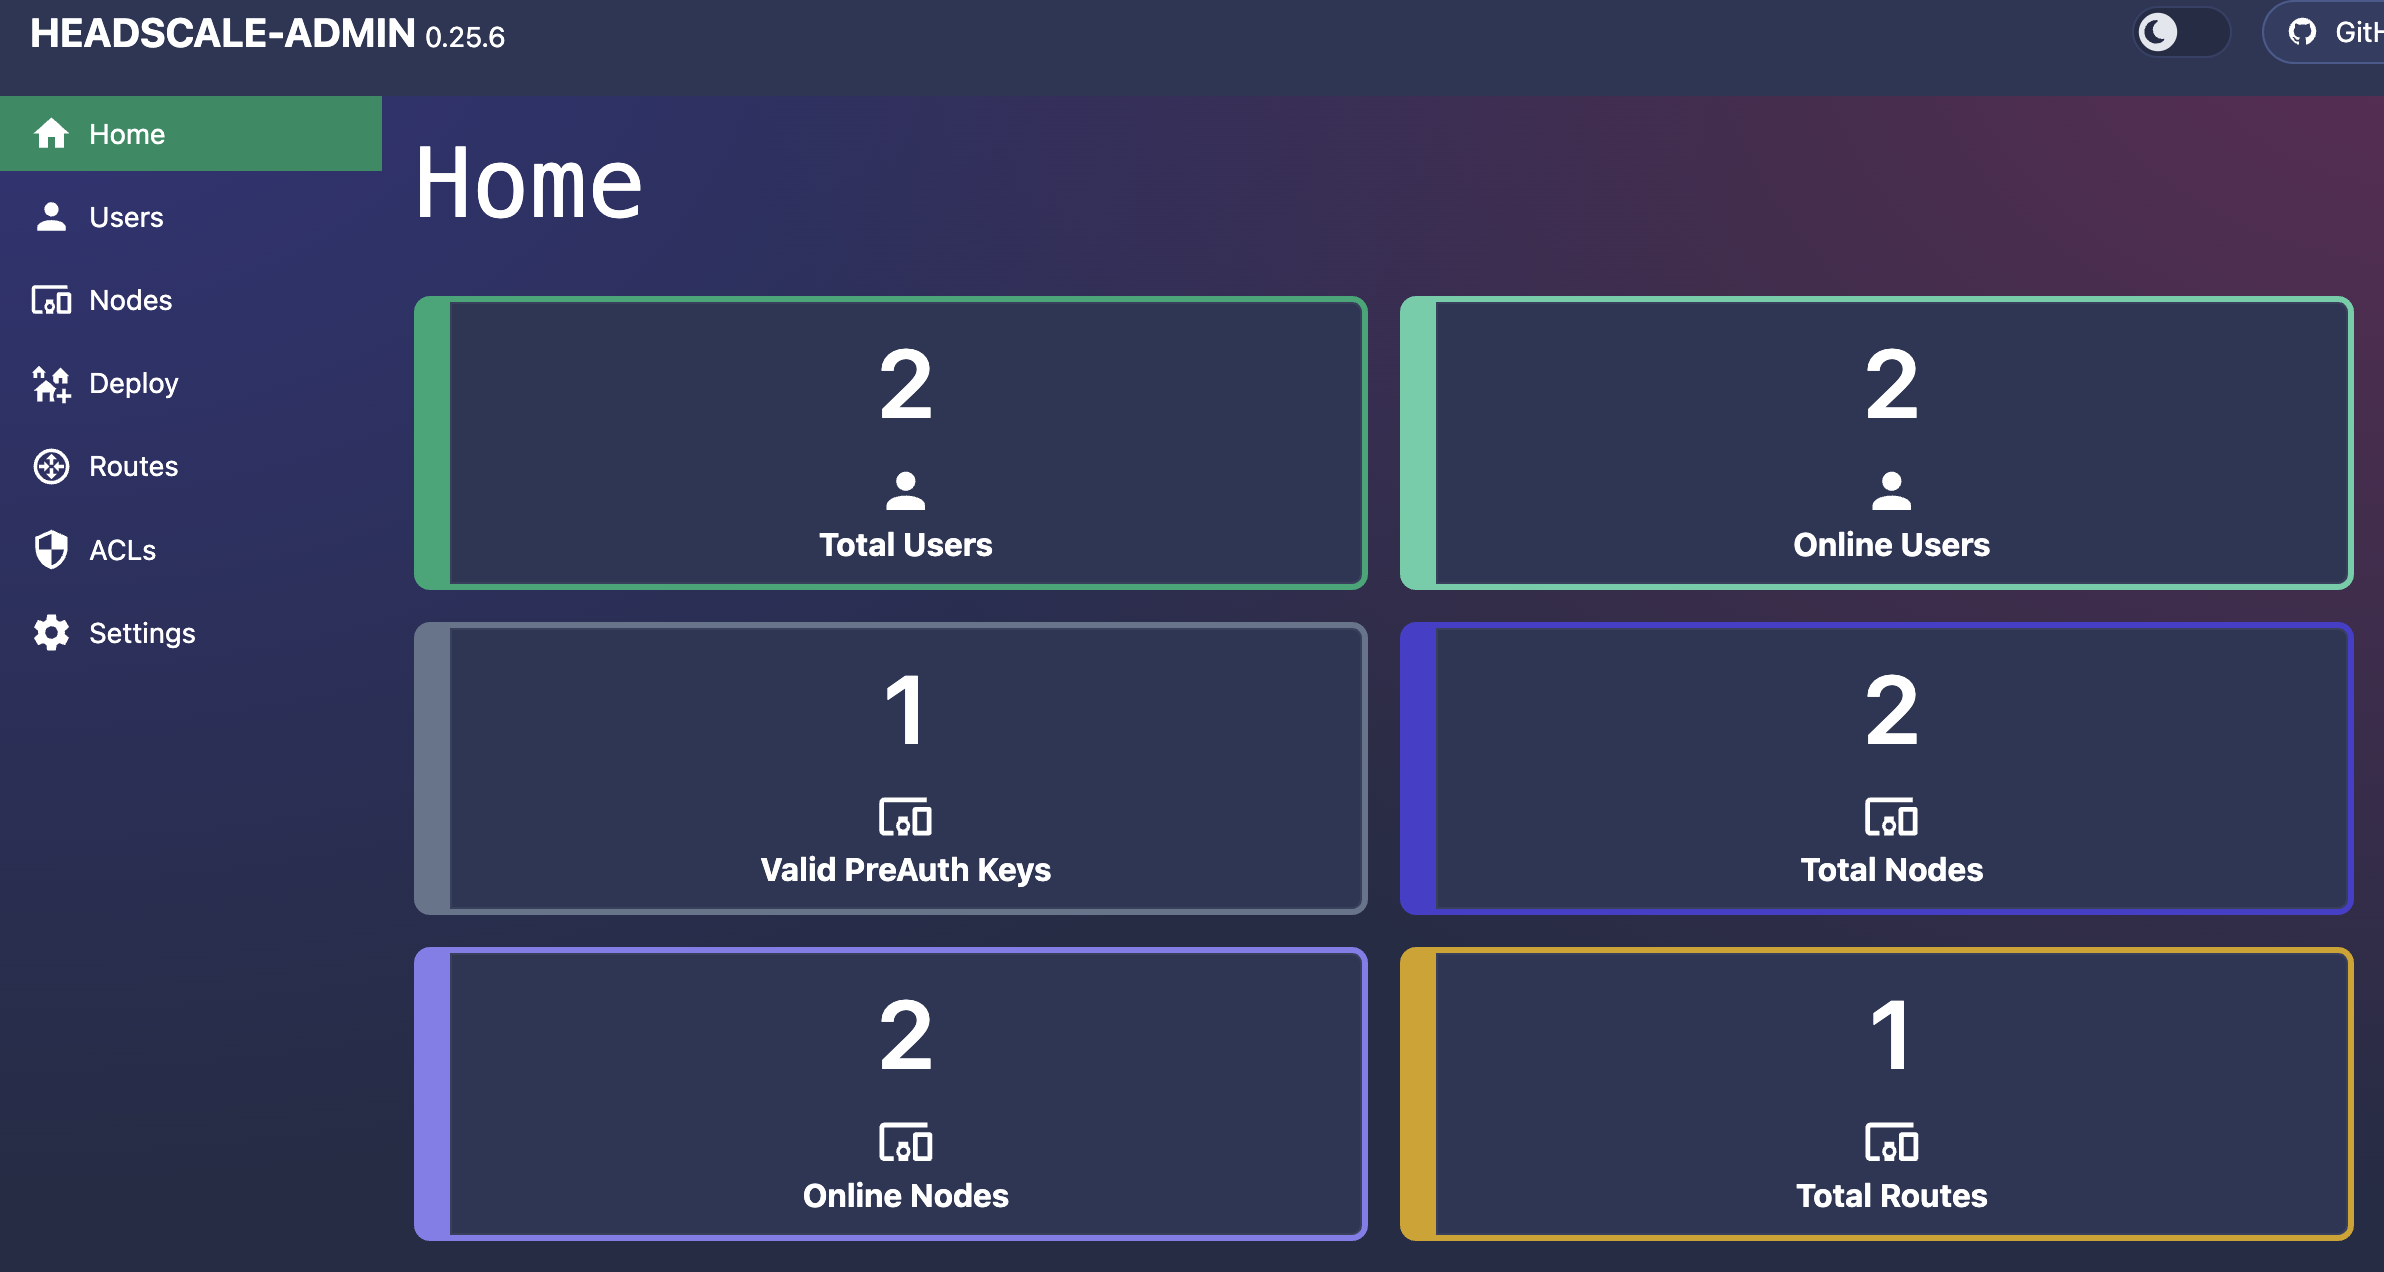 HEADSCALE-ADMIN 0.25.6
Home
Users
Nodes
Deploy
Routes
ACLs
Settings
Home
2
Total Users
2
Online Users
1
Valid PreAuth Keys
2
Total Nodes
2
Online Nodes
1
Total Routes